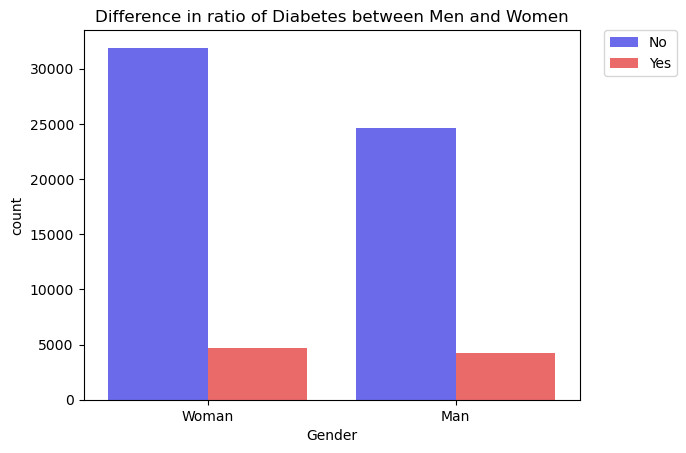 Difference in ratio of Diabetes between Men and Women
No
Yes
30000
25000
20000
15000
10000
5000
0
count
Woman
Man
Gender